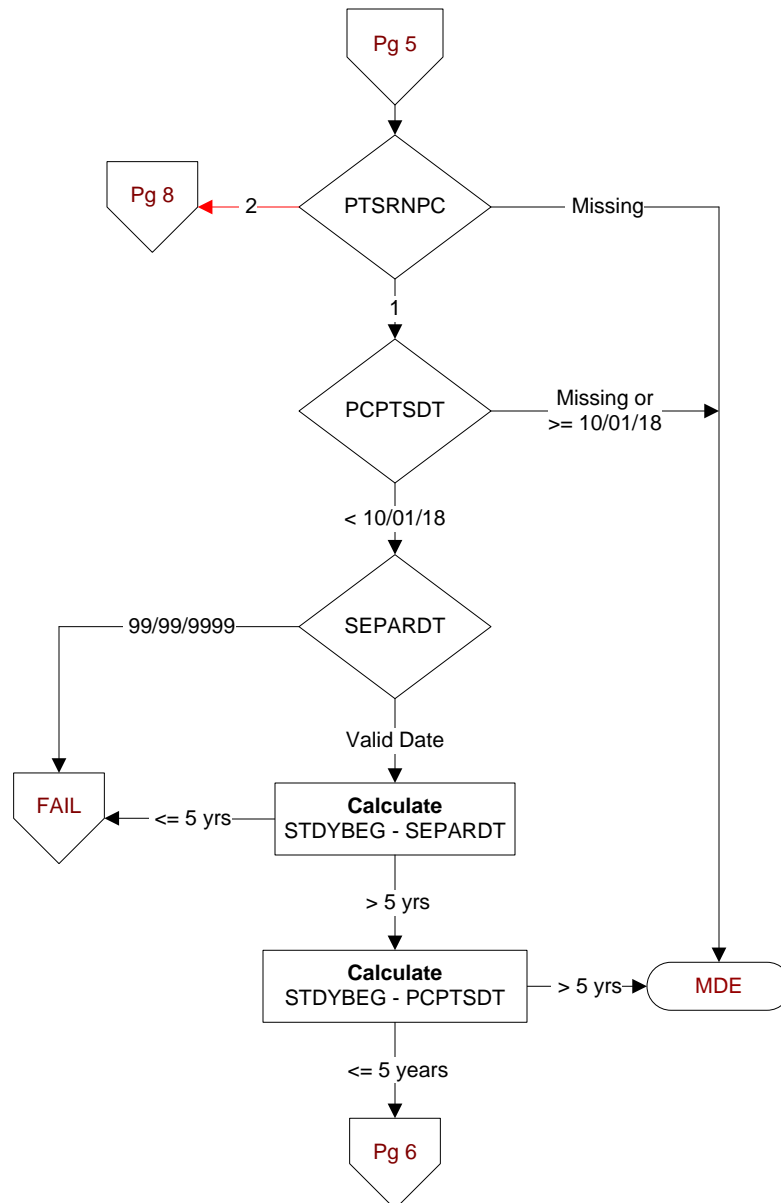 Pg 5
Pg 8
2
PTSRNPC
Missing
1
PCPTSDT
Missing or
>= 10/01/18
< 10/01/18
99/99/9999
SEPARDT
Valid Date
FAIL
<= 5 yrs
Calculate
STDYBEG - SEPARDT
> 5 yrs
Calculate
STDYBEG - PCPTSDT
> 5 yrs
MDE
<= 5 years
Pg 6